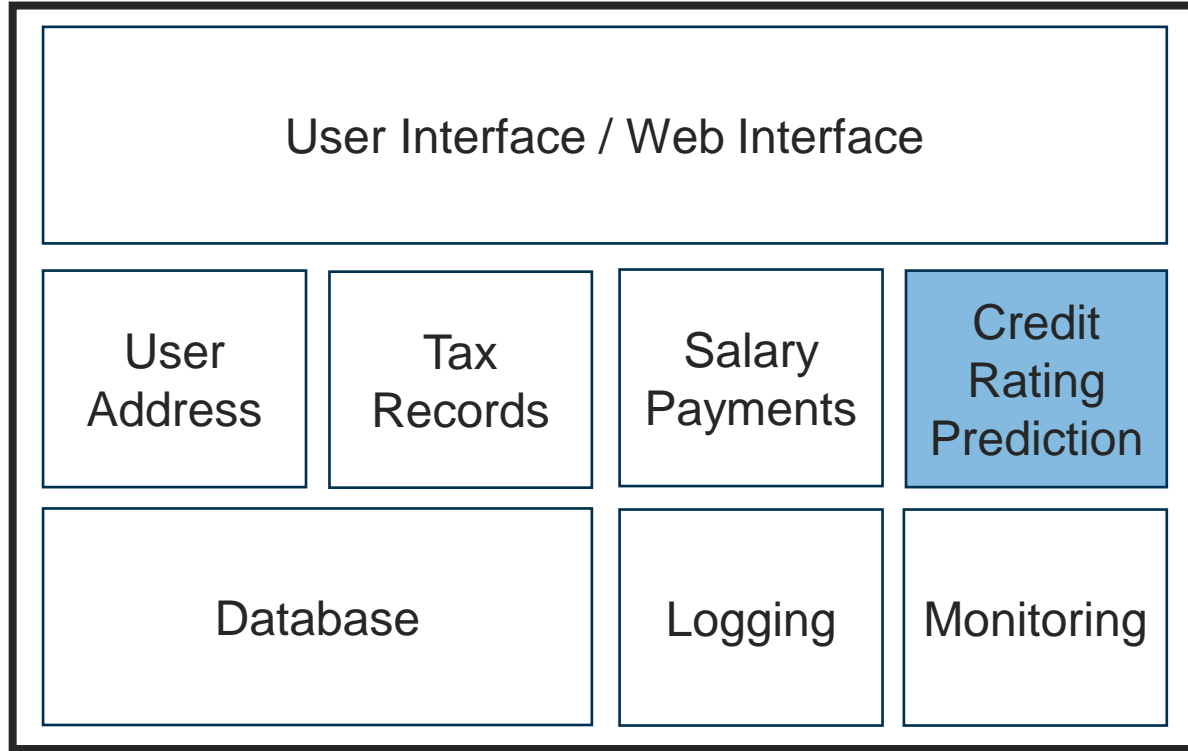 User Interface / Web Interface
User
Address
Tax
Records
Salary
Payments
Credit
Rating
Prediction
Database
Logging
Monitoring